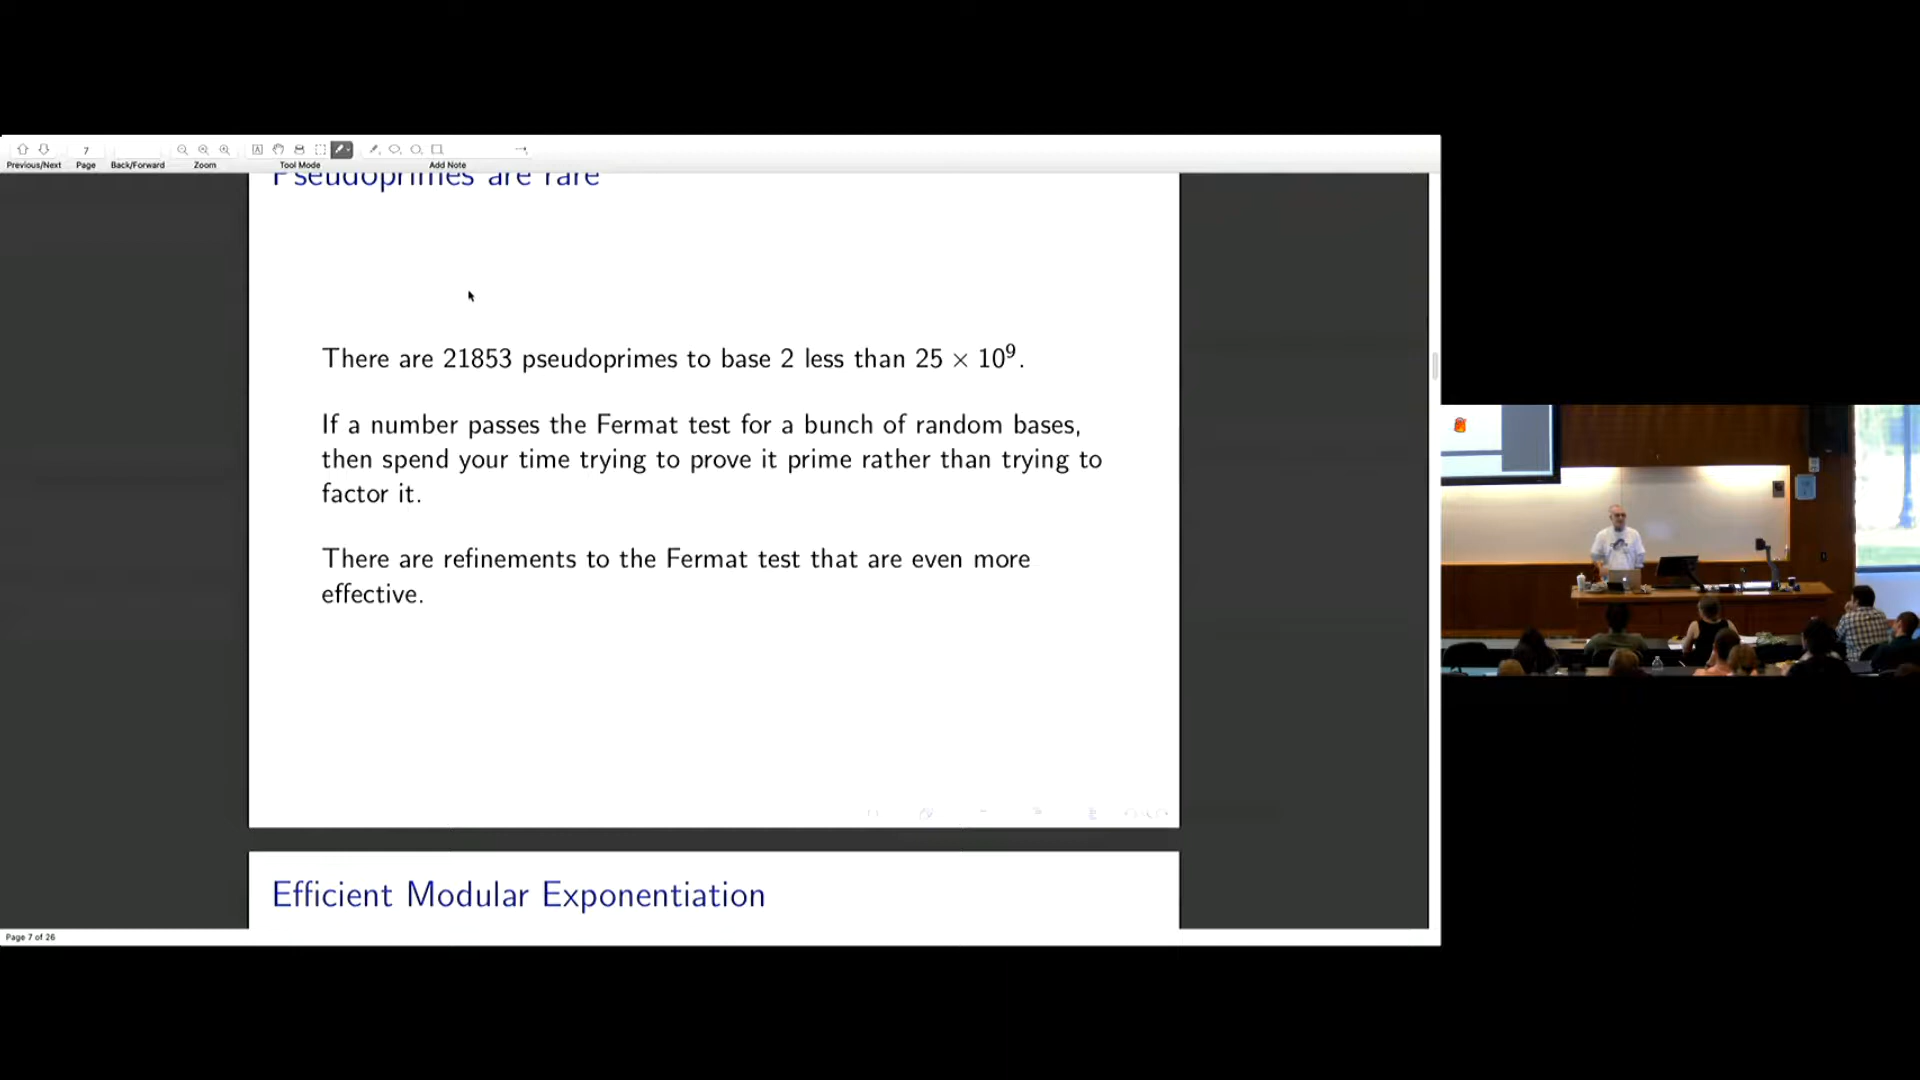 7
Previous/Next Page Back/Forward Zoom Tool Mode Add Note
Pseudoprimes are rare
There are 21853 pseudoprimes to base 2 less than 25 × 10⁹.
If a number passes the Fermat test for a bunch of random bases,
then spend your time trying to prove it prime rather than trying to
factor it.
There are refinements to the Fermat test that are even more
effective.
Efficient Modular Exponentiation
Page 7 of 26